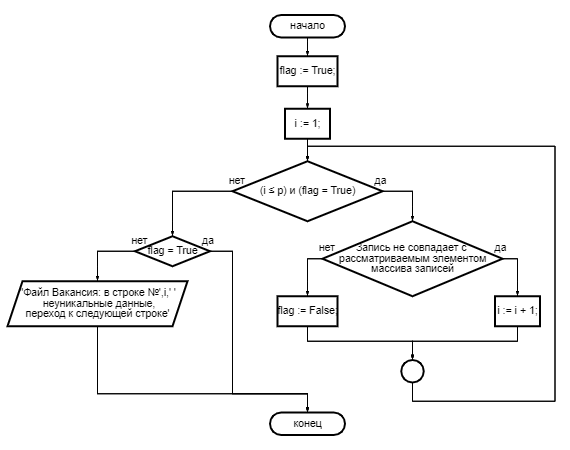 начало
flag := True;
i := 1;
нет
(i ≤ p) и (flag = True)
да
нет
flag = True
да
нет
Запись не совпадает с
рассматриваемым элементом
массива записей
да
'Файл Вакансия: в строке №',i,' '
неуникальные данные,
переход к следующей строке'
flag := False;
i := i + 1;
конец